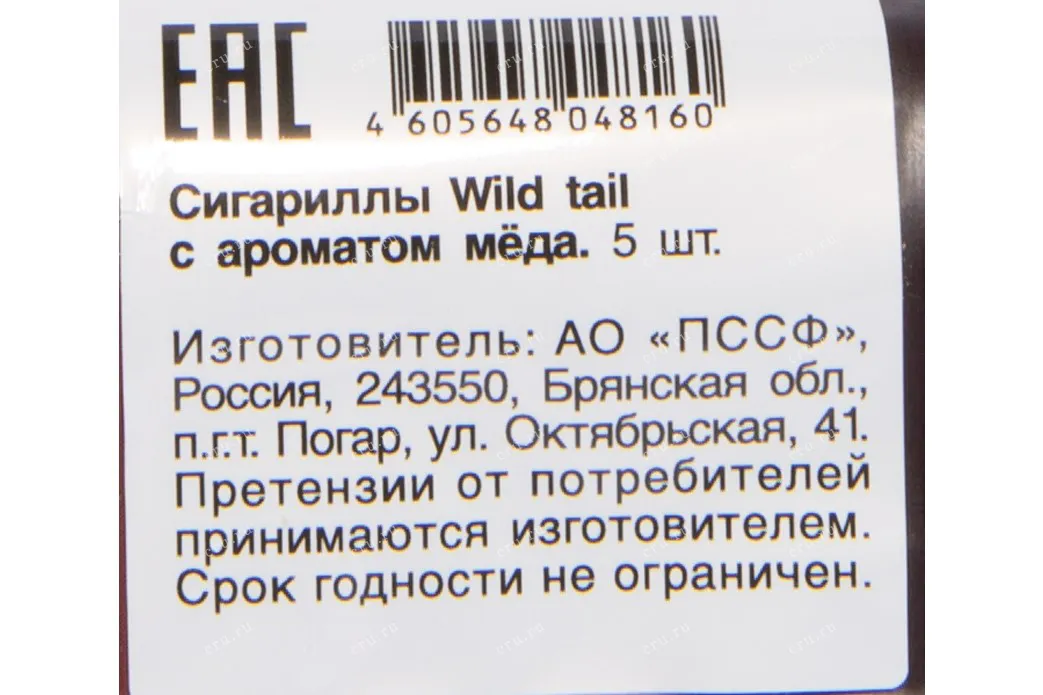 ЕАС
4 605648 048160
Сигариллы Wild tail
с ароматом мёда. 5 шт.
Изготовитель: АО «ПССФ»,
Россия, 243550, Брянская обл.,
п.г.т. Погар, ул. Октябрьская, 41.
Претензии от потребителей
принимаются изготовителем.
Срок годности не ограничен.